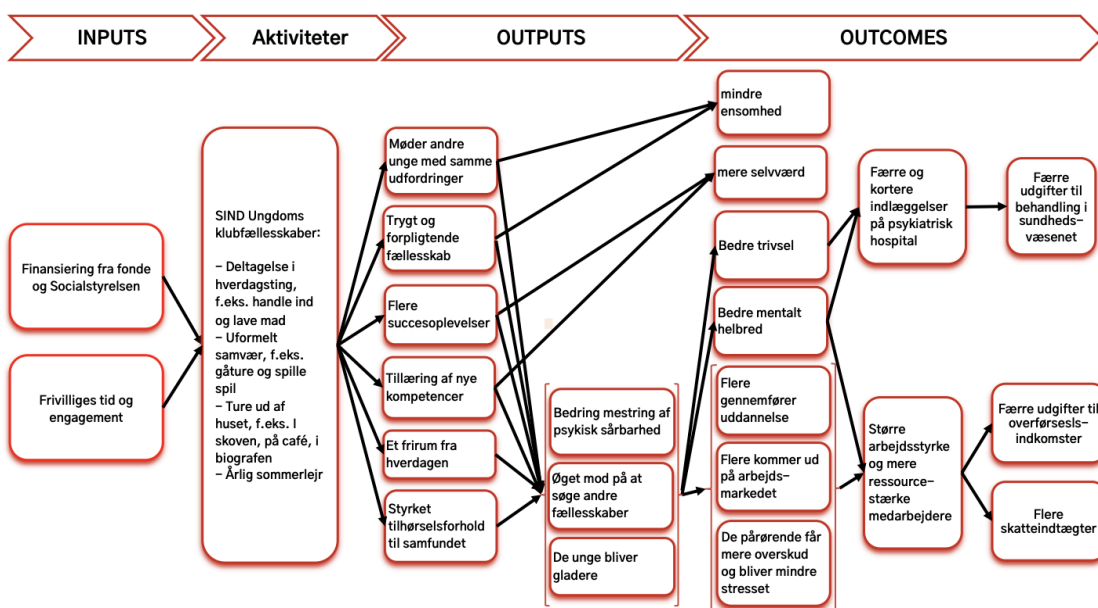 INPUTS
Aktiviteter
OUTPUTS
OUTCOMES
Finansiering fra fonde
og Socialstyrelsen
Frivilliges tid og
engagement
SIND Ungdoms
klubfællesskaber:
– Deltagelse i
hverdagsting,
f.eks. handle ind
og lave mad
– Uformelt
samvær, f.eks.
gåture og spille
spil
– Ture ud af
huset, f.eks. I
skoven, på café, i
biografen
– Årlig sommerlejr
Møder andre
unge med samme
udfordringer
Trygt og
forpligtende
fællesskab
Flere
succesoplevelser
Tillæring af nye
kompetencer
Et frirum fra
hverdagen
Styrket
tilhørselsforhold
til samfundet
Bedring mestring af
psykisk sårbarhed
Øget mod på at
søge andre
fællesskaber
De unge bliver
gladere
mindre
ensomhed
mere selvværd
Bedre trivsel
Bedre mentalt
helbred
Flere
gennemfører
uddannelse
Flere kommer ud
på arbejds-
markedet
De pårørende får
mere overskud
og bliver mindre
stresset
Færre og
kortere
indlæggelser
på psykiatrisk
hospital
Større
arbejdsstyrke
og mere
ressource-
stærke
medarbejdere
Færre
udgifter til
behandling i
sundheds-
væsenet
Færre udgifter til
overførsesls-
indkomster
Flere
skatteindtægter